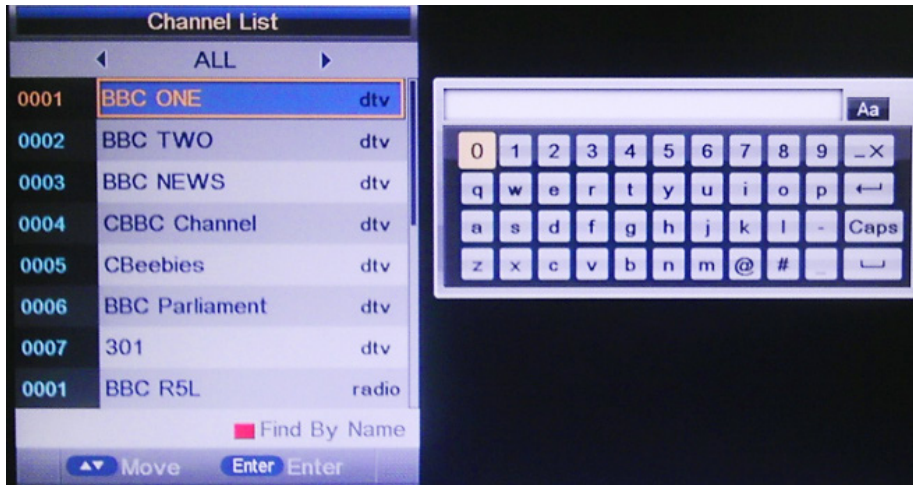 Channel List
ALL
0001 BBC ONE dtv
0002 BBC TWO dtv
0003 BBC NEWS dtv
0004 CBBC Channel dtv
0005 CBeebies dtv
0006 BBC Parliament dtv
0007 301 dtv
0001 BBC R5L radio
Find By Name
Move Enter Enter
Aa
0 1 2 3 4 5 6 7 8 9 _X
q w e r t y u i o p
a s d f g h j k l - Caps
z x c v b n m @ # _